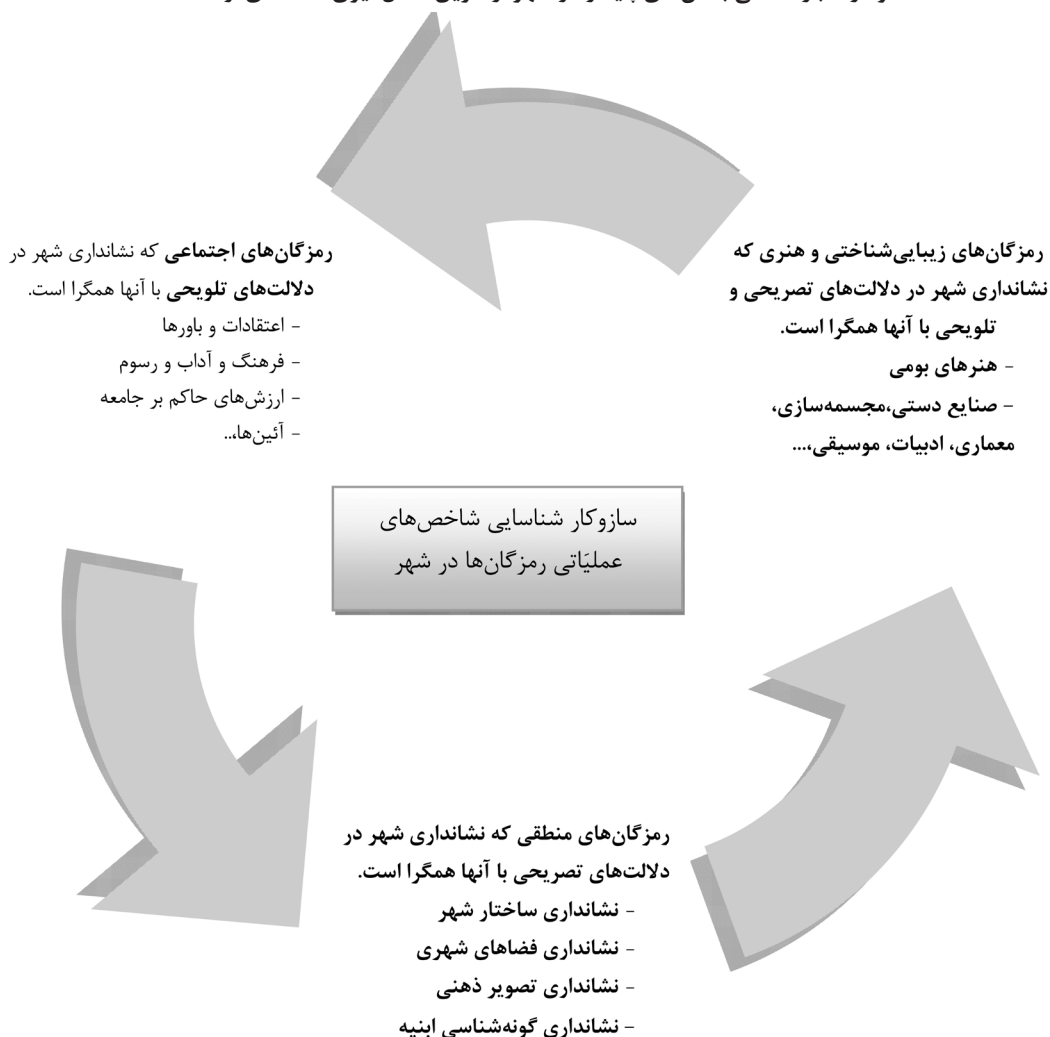 رمزگان‌های زیبایی‌شناختی و هنری که
نشانداری شهر در دلالت‌های تصریحی و
تلویحی با آنها همگرا است.
- هنرهای بومی
- صنایع دستی،مجسمه‌سازی،
معماری، ادبیات، موسیقی،...
رمزگان‌های اجتماعی که نشانداری شهر در
دلالت‌های تلویحی با آنها همگرا است.
- اعتقادات و باورها
- فرهنگ و آداب و رسوم
- ارزش‌های حاکم بر جامعه
- آئین‌ها،..
سازوکار شناسایی شاخص‌های
عملیَاتی رمزگان‌ها در شهر
رمزگان‌های منطقی که نشانداری شهر در
دلالت‌های تصریحی با آنها همگرا است.
- نشانداری ساختار شهر
- نشانداری فضاهای شهری
- نشانداری تصویر ذهنی
- نشانداری گونه‌شناسی ابنیه